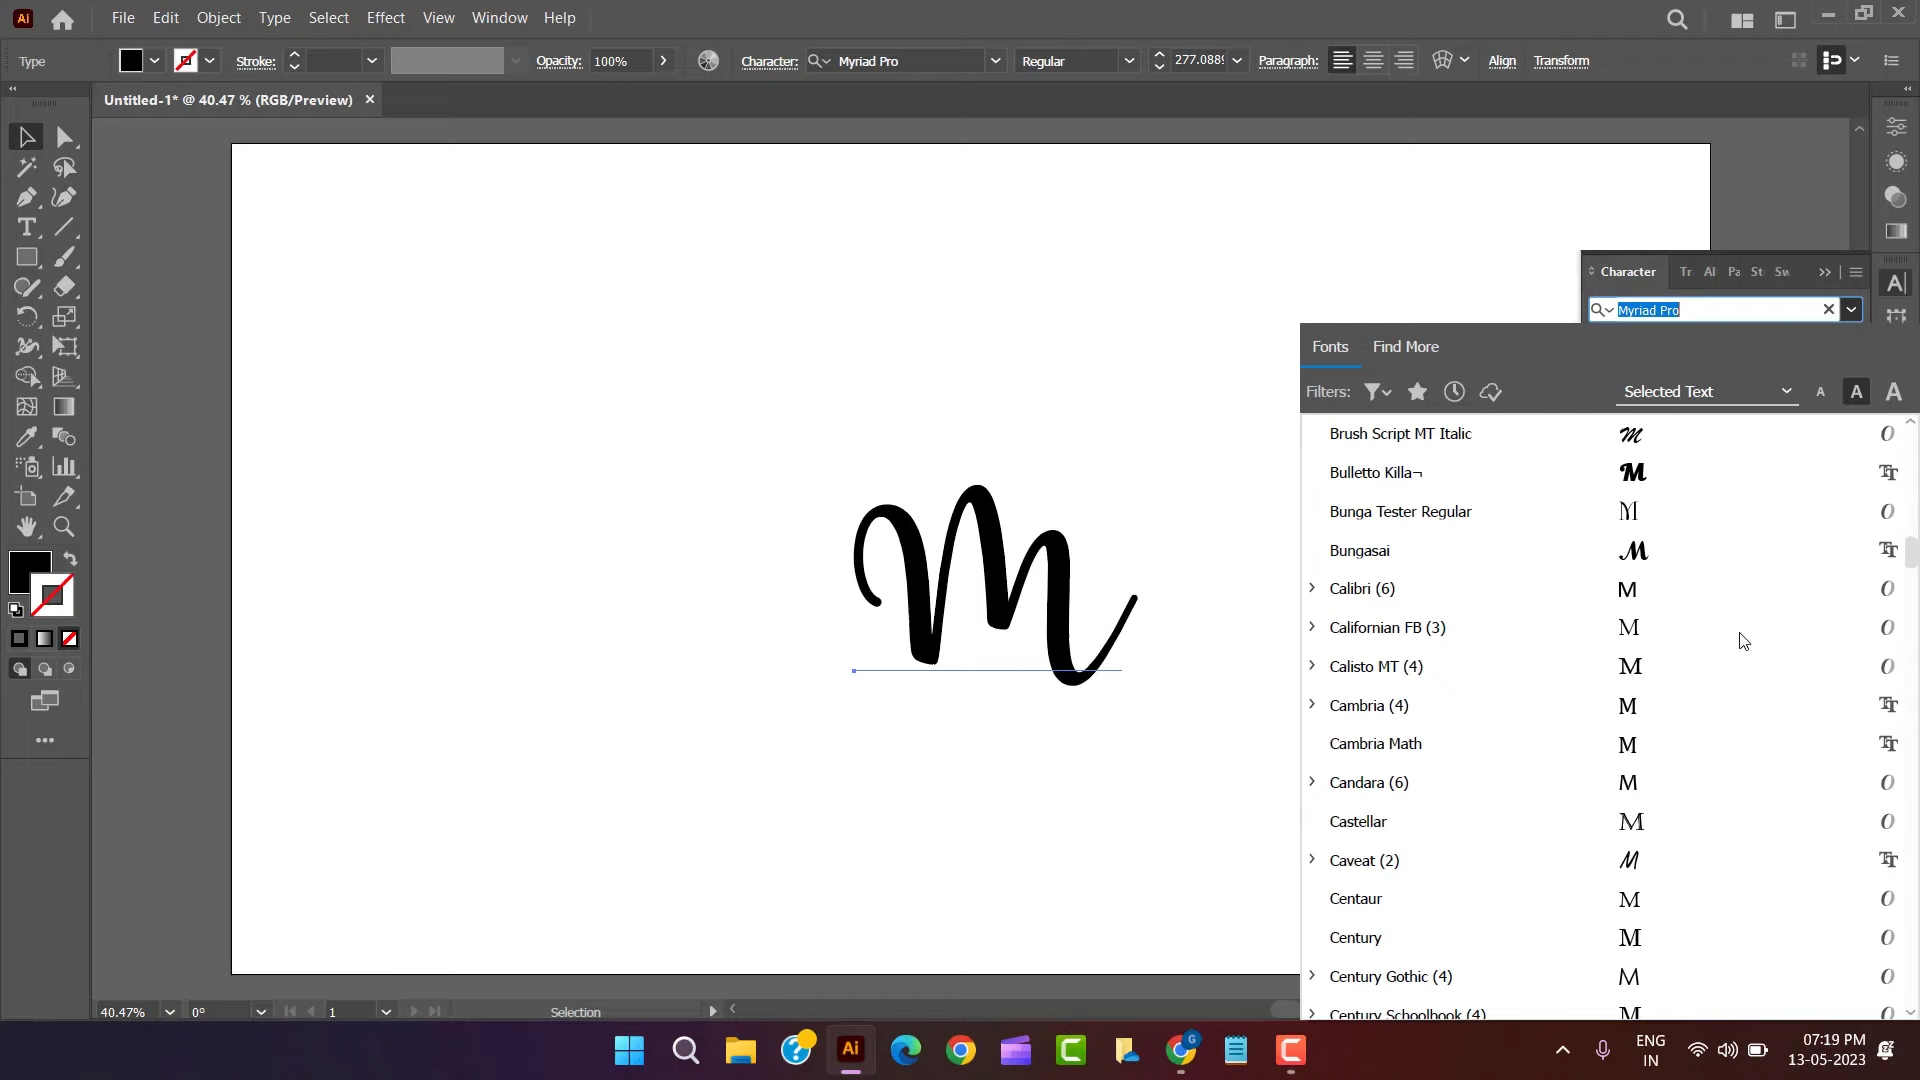 Ai File Edit Object Type Select Effect View Window Help
Type Stroke: Opacity: 100% Character: Myriad Pro Regular Paragraph: Align Transform
Untitled-1* @ 40.47 % (RGB/Preview) ×
Character
Myriad Pro
Fonts Find More
Filters: Selected Text A A A
Brush Script MT Italic M
Bulletto Killa¬ M
Bunga Tester Regular M
Bungasai M
Calibri (6) M
Californian FB (3) M
Calisto MT (4) M
Cambria (4) M
Cambria Math M
Candara (6) M
Castellar M
Caveat (2) M
Centaur M
Century M
Century Gothic (4) M
Century Schoolbook (4) M
M
40.47% 0° 1 Selection
Ai
ENG
IN
07:19 PM
13-05-2023